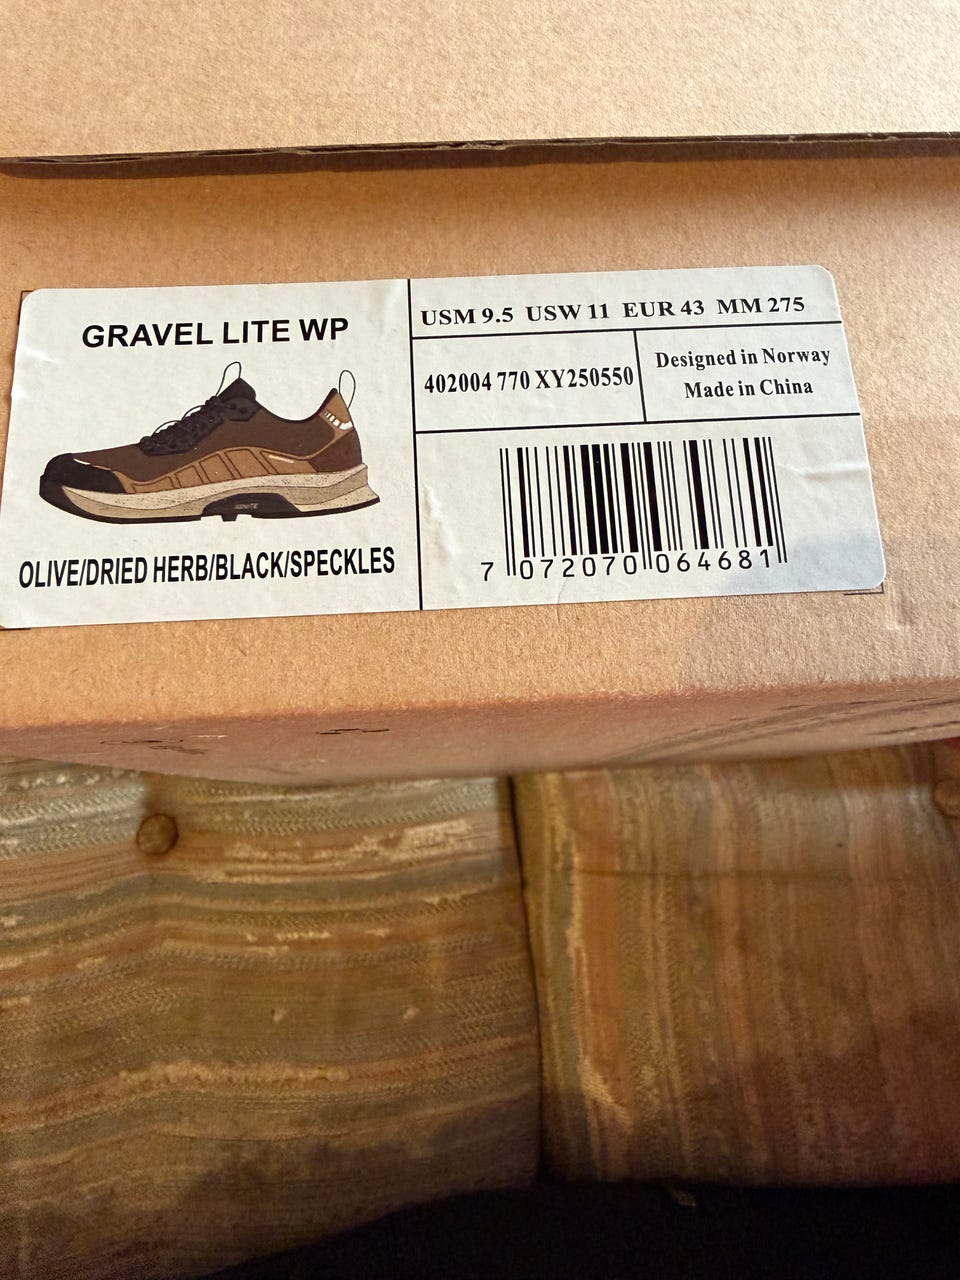 GRAVEL LITE WP
IGNITE
OLIVE/DRIED HERB/BLACK/SPECKLES
USM 9.5 USW 11 EUR 43 MM 275
402004 770 XY250550
Designed in Norway
Made in China
7 072070 064681